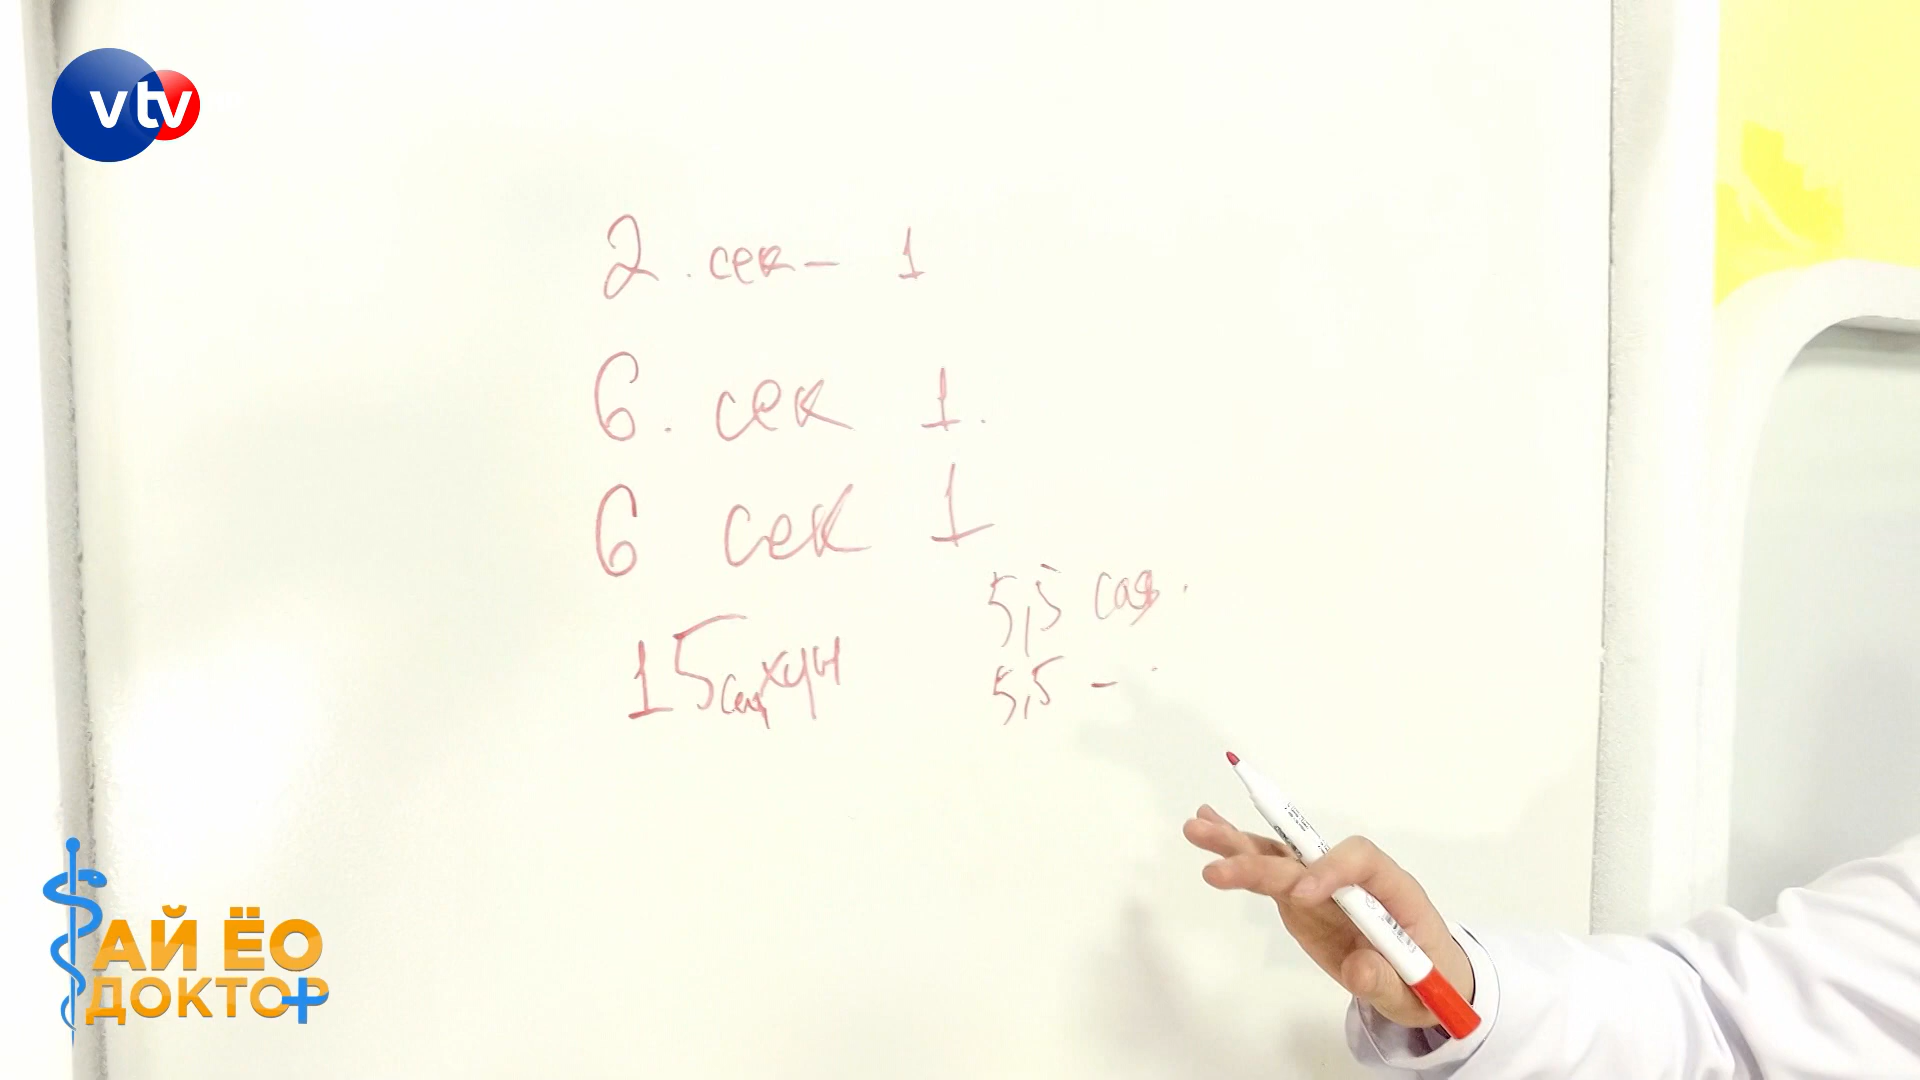 vtv
2. сек - 1
6. сек 1.
6 сек 1
5,5 сая.
15 сая хүн
5,5 -
АЙ ЁО
ДОКТОР